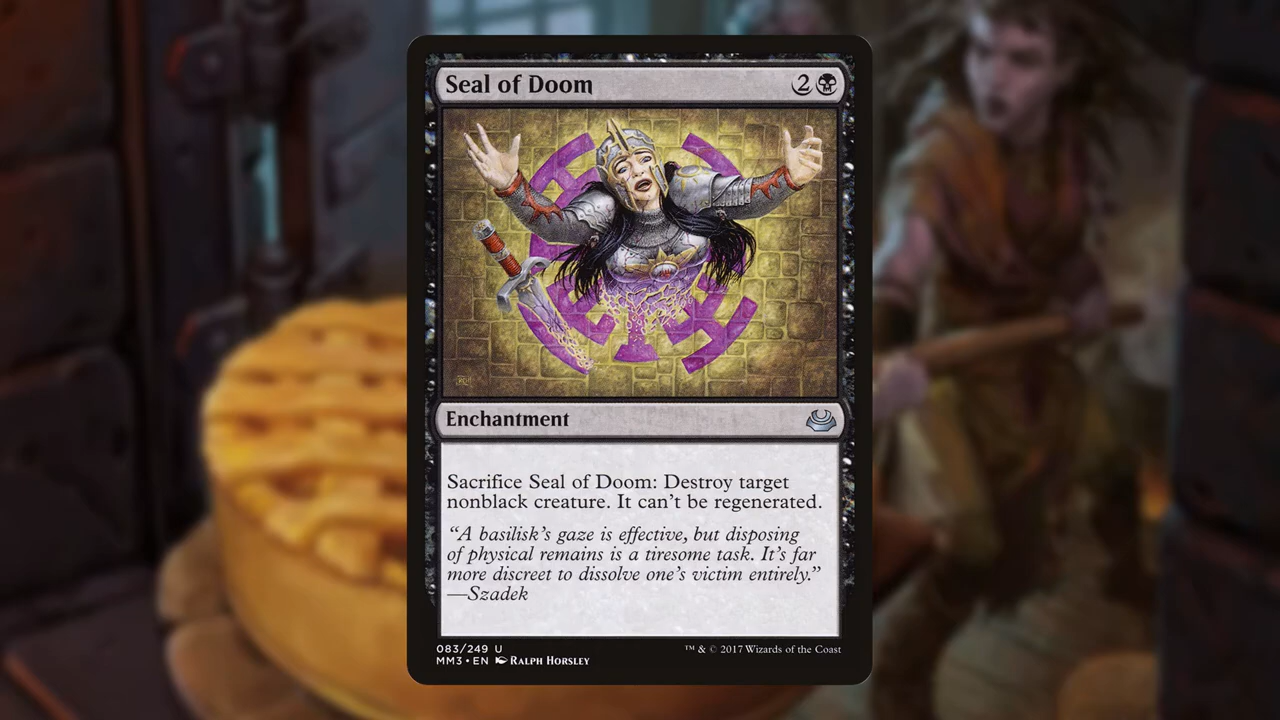 Seal of Doom 2
Enchantment
Sacrifice Seal of Doom: Destroy target
nonblack creature. It can't be regenerated.
“A basilisk's gaze is effective, but disposing
of physical remains is a tiresome task. It's far
more discreet to dissolve one's victim entirely.”
—Szadek
083/249 U
MM3 • EN RALPH HORSLEY
™ & © 2017 Wizards of the Coast